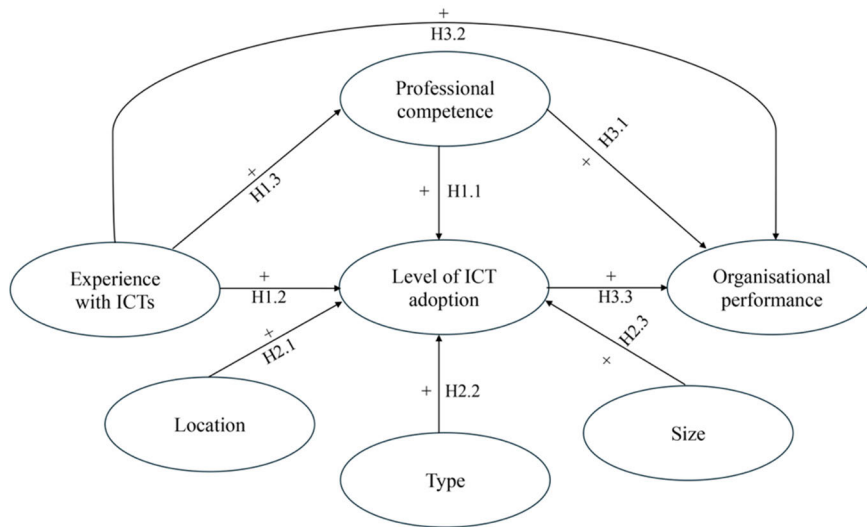 +
H3.2
Professional
competence
+
H1.3
×
H3.1
+
H1.1
Experience
with ICTs
+
H1.2
Level of ICT
adoption
+
H3.3
Organisational
performance
+
H2.1
×
H2.3
+
H2.2
Location
Type
Size